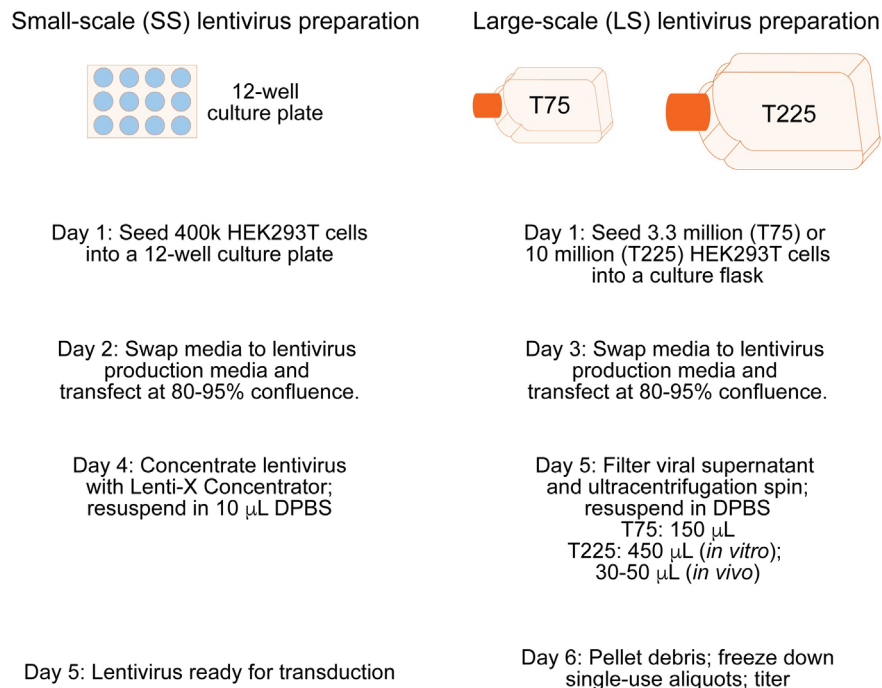 Small-scale (SS) lentivirus preparation
12-well
culture plate
Day 1: Seed 400k HEK293T cells
into a 12-well culture plate
Day 2: Swap media to lentivirus
production media and
transfect at 80-95% confluence.
Day 4: Concentrate lentivirus
with Lenti-X Concentrator;
resuspend in 10 μL DPBS
Day 5: Lentivirus ready for transduction
Large-scale (LS) lentivirus preparation
T75
T225
Day 1: Seed 3.3 million (T75) or
10 million (T225) HEK293T cells
into a culture flask
Day 3: Swap media to lentivirus
production media and
transfect at 80-95% confluence.
Day 5: Filter viral supernatant
and ultracentrifugation spin;
resuspend in DPBS
T75: 150 μL
T225: 450 μL (in vitro);
30-50 μL (in vivo)
Day 6: Pellet debris; freeze down
single-use aliquots; titer